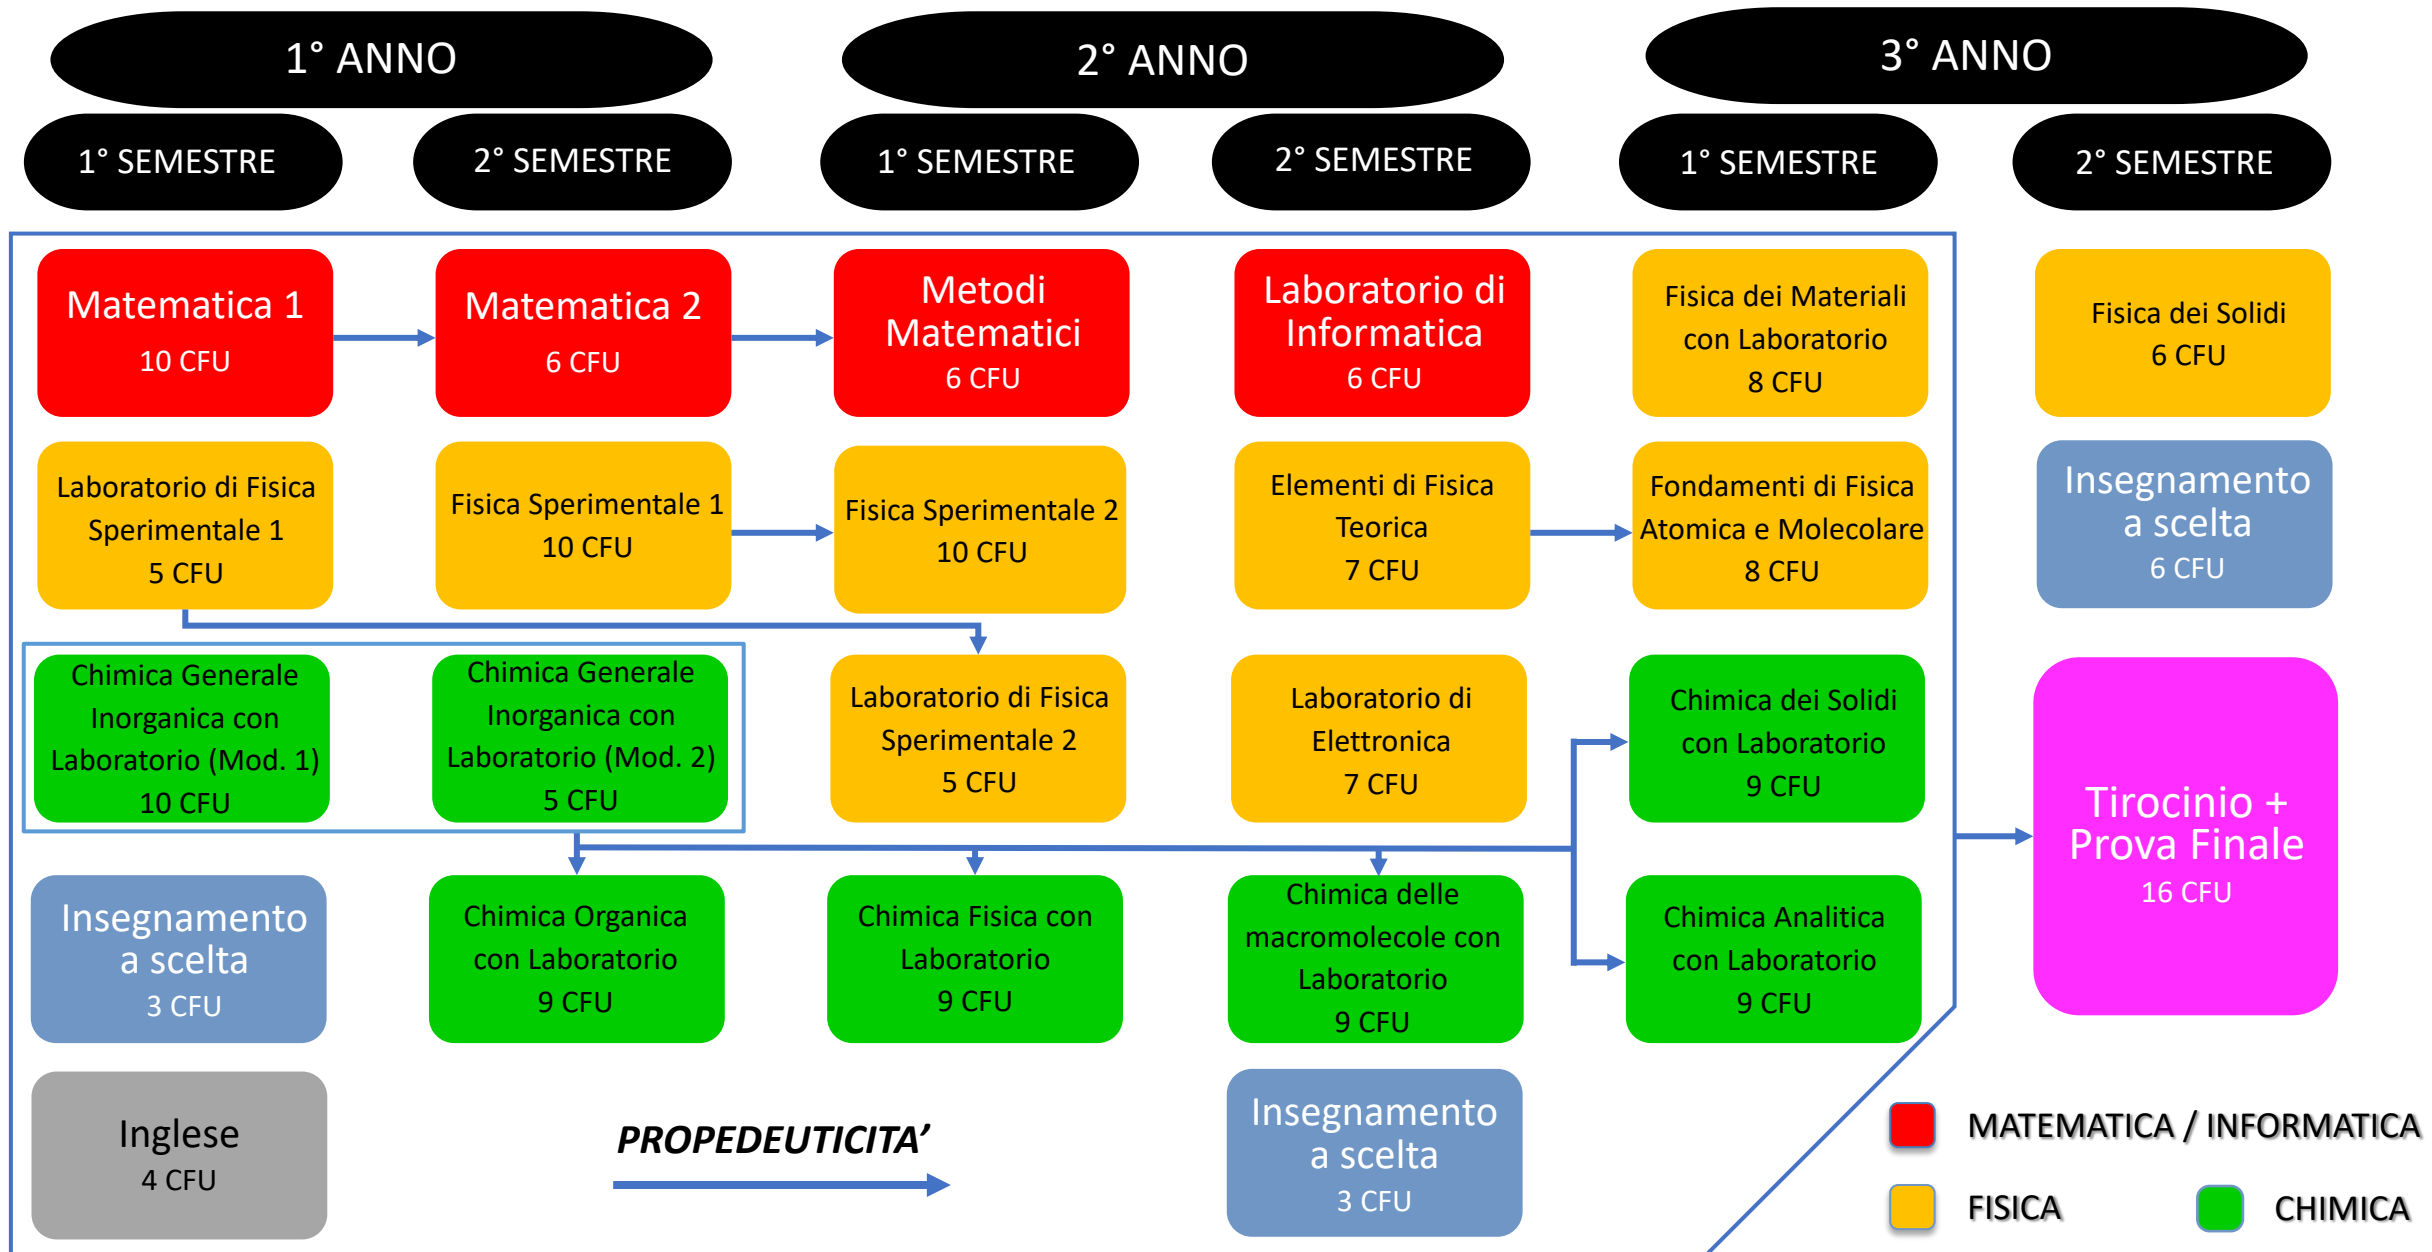 1° ANNO
2° ANNO
3° ANNO
1° SEMESTRE
2° SEMESTRE
1° SEMESTRE
2° SEMESTRE
1° SEMESTRE
2° SEMESTRE
Matematica 1
10 CFU
Matematica 2
6 CFU
Metodi
Matematici
6 CFU
Laboratorio di
Informatica
6 CFU
Fisica dei Materiali
con Laboratorio
8 CFU
Fisica dei Solidi
6 CFU
Laboratorio di Fisica
Sperimentale 1
5 CFU
Fisica Sperimentale 1
10 CFU
Fisica Sperimentale 2
10 CFU
Elementi di Fisica
Teorica
7 CFU
Fondamenti di Fisica
Atomica e Molecolare
8 CFU
Insegnamento
a scelta
6 CFU
Chimica Generale
Inorganica con
Laboratorio (Mod. 1)
10 CFU
Chimica Generale
Inorganica con
Laboratorio (Mod. 2)
5 CFU
Laboratorio di Fisica
Sperimentale 2
5 CFU
Laboratorio di
Elettronica
7 CFU
Chimica dei Solidi
con Laboratorio
9 CFU
Tirocinio +
Prova Finale
16 CFU
Insegnamento
a scelta
3 CFU
Chimica Organica
con Laboratorio
9 CFU
Chimica Fisica con
Laboratorio
9 CFU
Chimica delle
macromolecole con
Laboratorio
9 CFU
Chimica Analitica
con Laboratorio
9 CFU
Inglese
4 CFU
PROPEDEUTICITA’
Insegnamento
a scelta
3 CFU
MATEMATICA / INFORMATICA
FISICA
CHIMICA